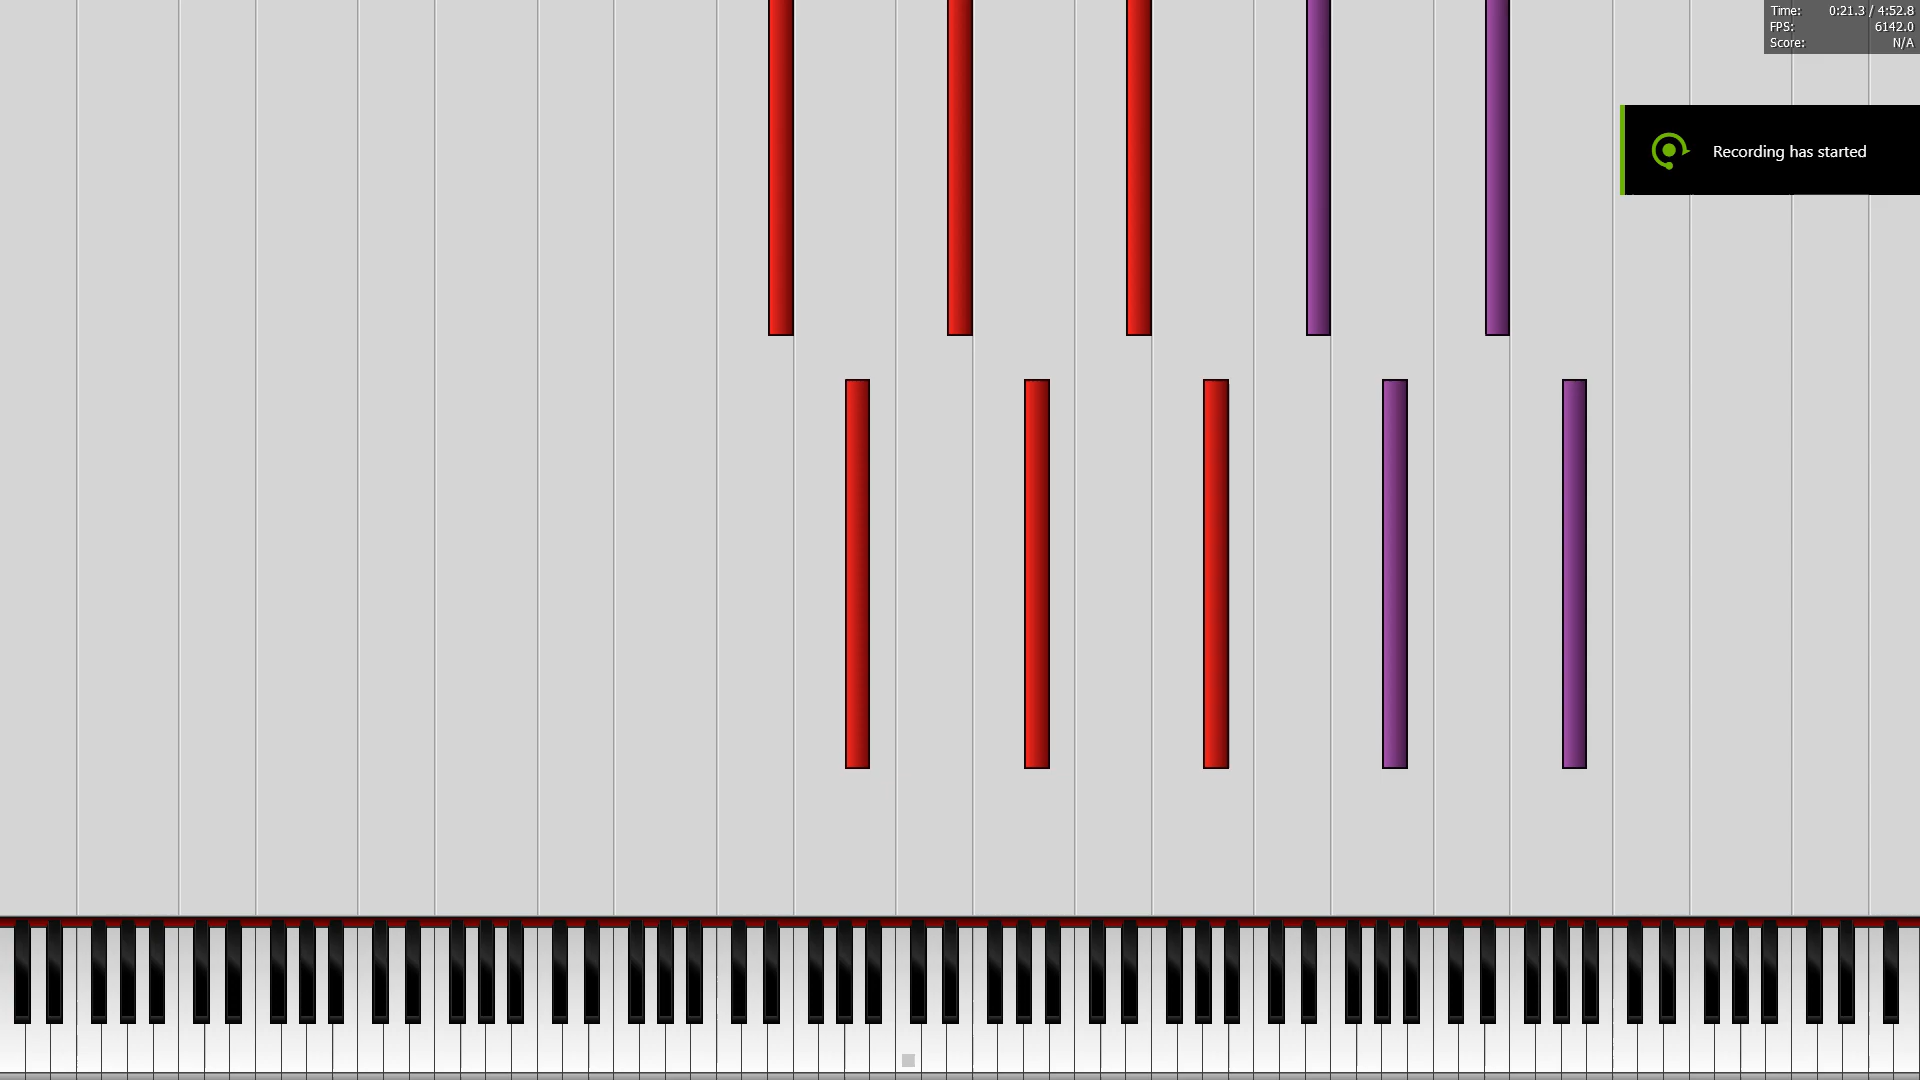 Time: 0:21.3 / 4:52.8
FPS: 6142.0
Score: N/A
Recording has started